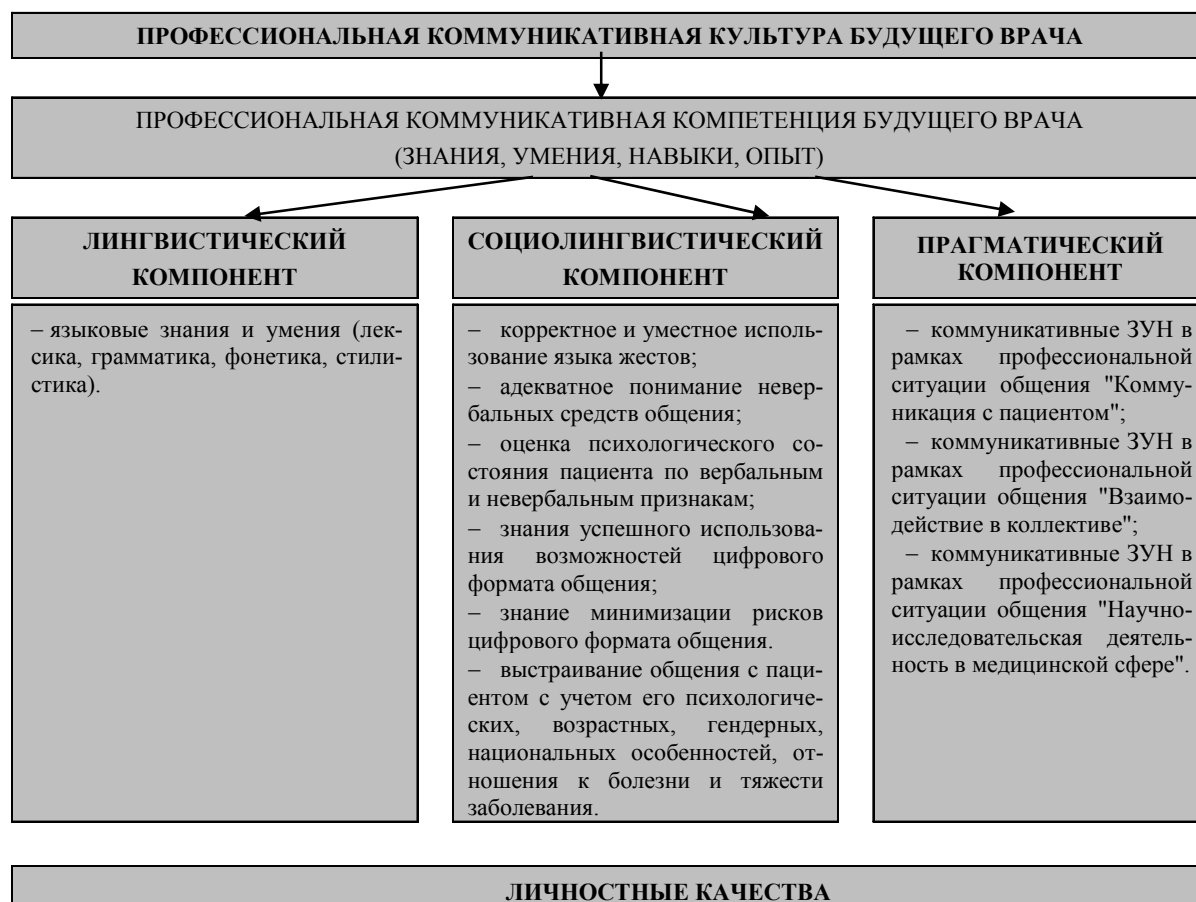 ПРОФЕССИОНАЛЬНАЯ КОММУНИКАТИВНАЯ КУЛЬТУРА БУДУЩЕГО ВРАЧА
ПРОФЕССИОНАЛЬНАЯ КОММУНИКАТИВНАЯ КОМПЕТЕНЦИЯ БУДУЩЕГО ВРАЧА
(ЗНАНИЯ, УМЕНИЯ, НАВЫКИ, ОПЫТ)
ЛИНГВИСТИЧЕСКИЙ
КОМПОНЕНТ
– языковые знания и умения (лек-
сика, грамматика, фонетика, стили-
стика).
СОЦИОЛИНГВИСТИЧЕСКИЙ
КОМПОНЕНТ
– корректное и уместное исполь-
зование языка жестов;
– адекватное понимание невер-
бальных средств общения;
– оценка психологического со-
стояния пациента по вербальным
и невербальным признакам;
– знания успешного использова-
ния возможностей цифрового
формата общения;
– знание минимизации рисков
цифрового формата общения.
– выстраивание общения с паци-
ентом с учетом его психологиче-
ских, возрастных, гендерных,
национальных особенностей, от-
ношения к болезни и тяжести
заболевания.
ПРАГМАТИЧЕСКИЙ
КОМПОНЕНТ
– коммуникативные ЗУН в
рамках профессиональной
ситуации общения "Комму-
никация с пациентом";
– коммуникативные ЗУН в
рамках профессиональной
ситуации общения "Взаимо-
действие в коллективе";
– коммуникативные ЗУН в
рамках профессиональной
ситуации общения "Научно-
исследовательская деятель-
ность в медицинской сфере".
ЛИЧНОСТНЫЕ КАЧЕСТВА